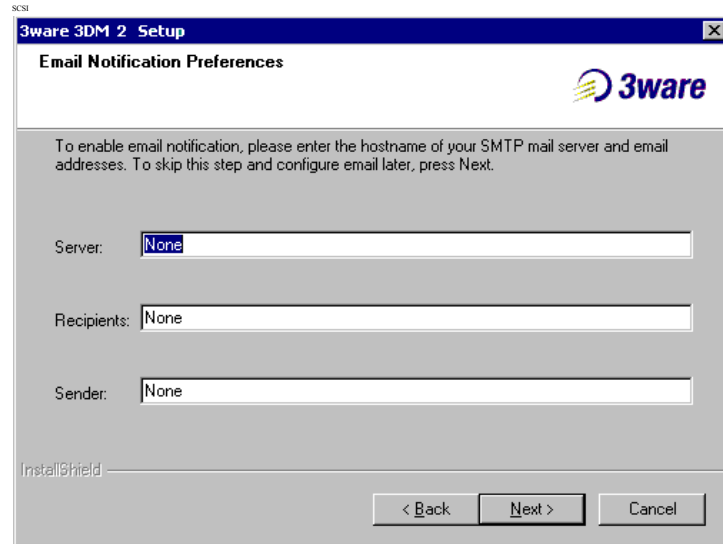 SCSI
3ware 3DM 2 Setup
Email Notification Preferences
3ware
To enable email notification, please enter the hostname of your SMTP mail server and email
addresses. To skip this step and configure email later, press Next.
Server: None
Recipients: None
Sender: None
InstallShield
< Back Next > Cancel